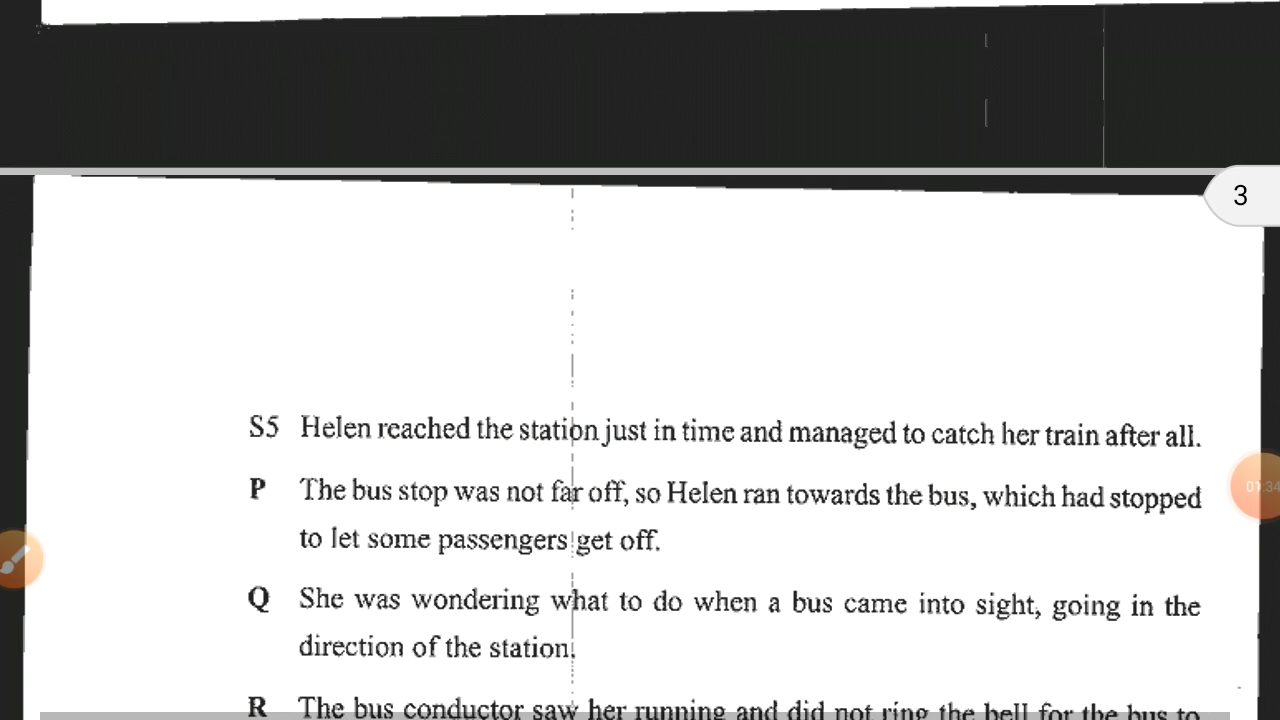 3
S5 Helen reached the station just in time and managed to catch her train after all.
P The bus stop was not far off, so Helen ran towards the bus, which had stopped
to let some passengers get off.
Q She was wondering what to do when a bus came into sight, going in the
direction of the station.
R The bus conductor saw her running and did not ring the bell for the bus to
01:34